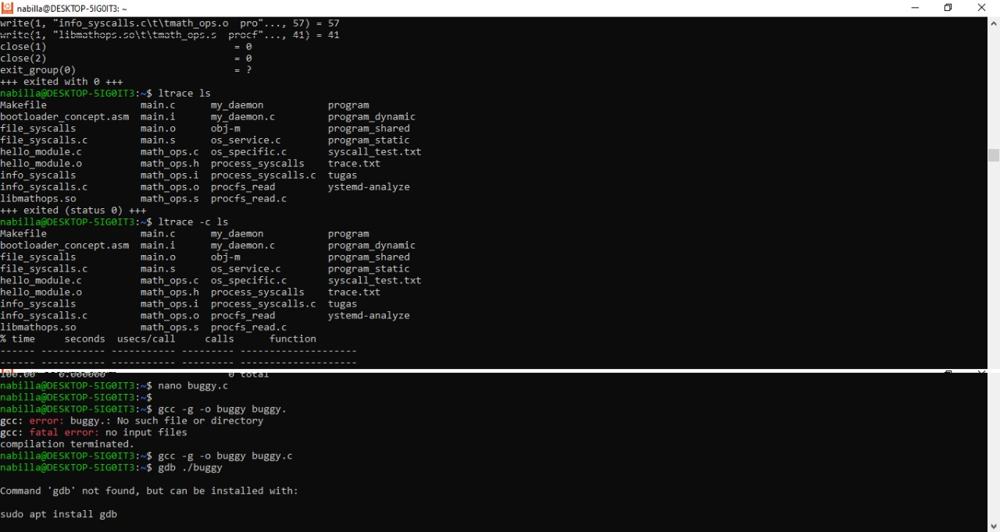 nabilla@DESKTOP-5IG0IT3: ~
write(1, "info_syscalls.c\t\tmath_ops.o  pro"..., 57) = 57
write(1, "libmathops.so\t\tmath_ops.s  procf"..., 41) = 41
close(1)                                = 0
close(2)                                = 0
exit_group(0)                           = ?
+++ exited with 0 +++
nabilla@DESKTOP-5IG0IT3:~$ ltrace ls
Makefile                main.c      my_daemon           program
bootloader_concept.asm  main.i      my_daemon.c         program_dynamic
file_syscalls           main.o      obj-m               program_shared
file_syscalls.c         main.s      os_service.c        program_static
hello_module.c          math_ops.c  os_specific.c       syscall_test.txt
hello_module.o          math_ops.h  process_syscalls    trace.txt
info_syscalls           math_ops.i  process_syscalls.c  tugas
info_syscalls.c         math_ops.o  procfs_read         ystemd-analyze
libmathops.so           math_ops.s  procfs_read.c
+++ exited (status 0) +++
nabilla@DESKTOP-5IG0IT3:~$ ltrace -c ls
Makefile                main.c      my_daemon           program
bootloader_concept.asm  main.i      my_daemon.c         program_dynamic
file_syscalls           main.o      obj-m               program_shared
file_syscalls.c         main.s      os_service.c        program_static
hello_module.c          math_ops.c  os_specific.c       syscall_test.txt
hello_module.o          math_ops.h  process_syscalls    trace.txt
info_syscalls           math_ops.i  process_syscalls.c  tugas
info_syscalls.c         math_ops.o  procfs_read         ystemd-analyze
libmathops.so           math_ops.s  procfs_read.c
% time     seconds  usecs/call     calls      function
------ ----------- ----------- --------- --------------------
------ ----------- ----------- --------- --------------------
100.00    0.000000                     0 total
nabilla@DESKTOP-5IG0IT3:~$ nano buggy.c
nabilla@DESKTOP-5IG0IT3:~$
nabilla@DESKTOP-5IG0IT3:~$ gcc -g -o buggy buggy.
gcc: error: buggy.: No such file or directory
gcc: fatal error: no input files
compilation terminated.
nabilla@DESKTOP-5IG0IT3:~$ gcc -g -o buggy buggy.c
nabilla@DESKTOP-5IG0IT3:~$ gdb ./buggy
Command 'gdb' not found, but can be installed with:
sudo apt install gdb